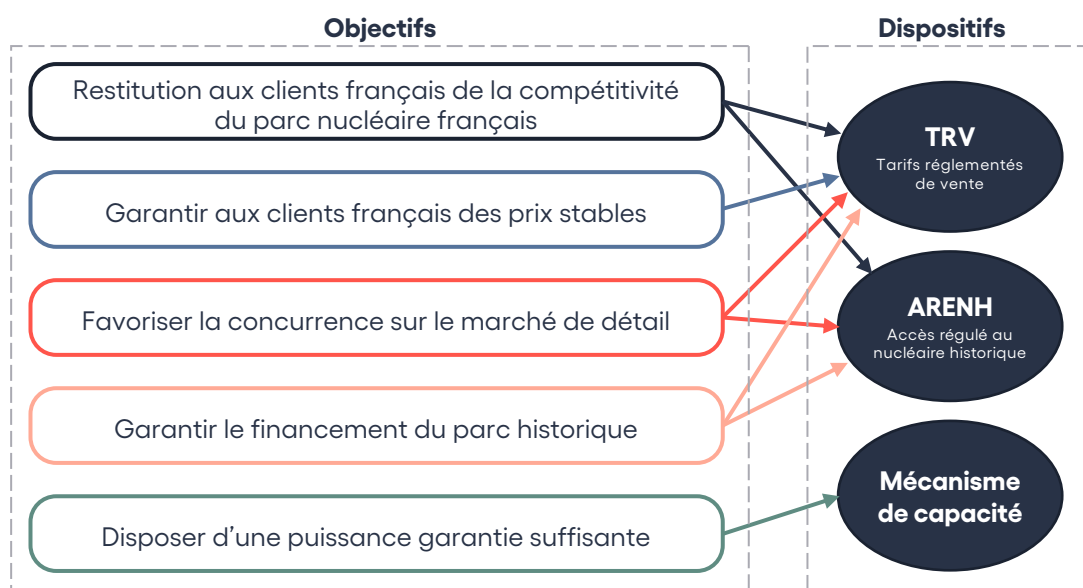 Objectifs
Dispositifs
Restitution aux clients français de la compétitivité
du parc nucléaire français
Garantir aux clients français des prix stables
Favoriser la concurrence sur le marché de détail
Garantir le financement du parc historique
Disposer d’une puissance garantie suffisante
TRV
Tarifs réglementés
de vente
ARENH
Accès régulé au
nucléaire historique
Mécanisme
de capacité